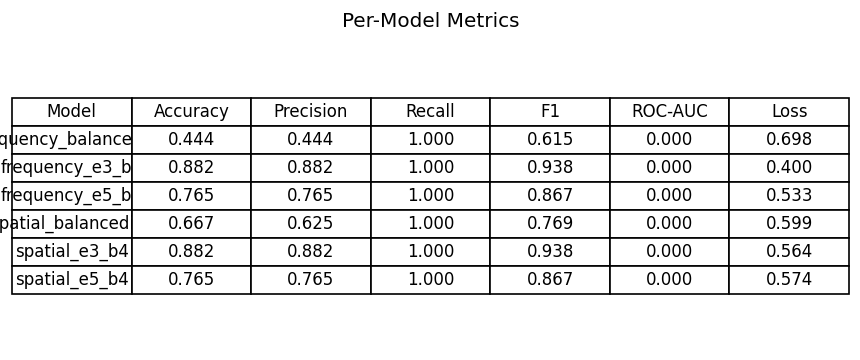 Per-Model Metrics
Model Accuracy Precision Recall F1 ROC-AUC Loss
quency_balance 0.444 0.444 1.000 0.615 0.000 0.698
frequency_e3_b 0.882 0.882 1.000 0.938 0.000 0.400
frequency_e5_b 0.765 0.765 1.000 0.867 0.000 0.533
patial_balanced 0.667 0.625 1.000 0.769 0.000 0.599
spatial_e3_b4 0.882 0.882 1.000 0.938 0.000 0.564
spatial_e5_b4 0.765 0.765 1.000 0.867 0.000 0.574